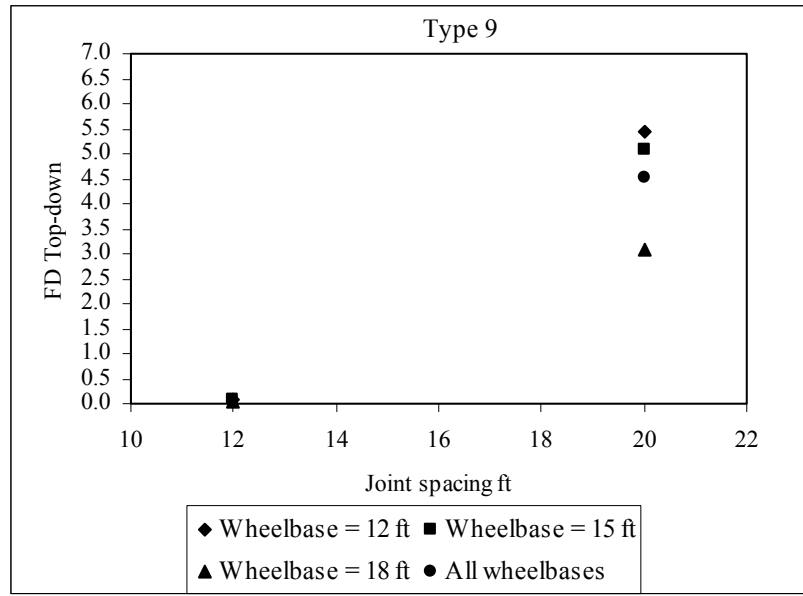 Type 9
7.0
6.5
6.0
5.5
5.0
4.5
4.0
3.5
3.0
2.5
2.0
1.5
1.0
0.5
0.0
FD Top-down
10 12 14 16 18 20 22
Joint spacing ft
Wheelbase = 12 ft Wheelbase = 15 ft
Wheelbase = 18 ft All wheelbases